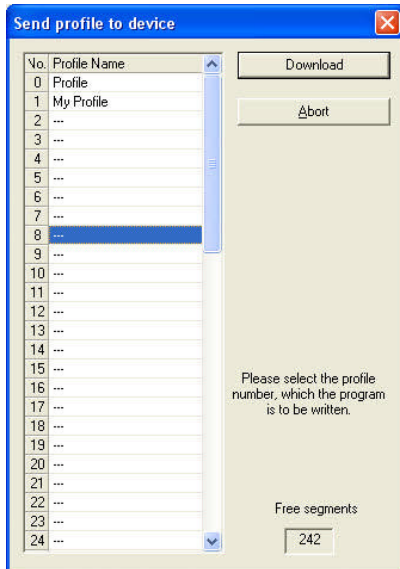 Send profile to device
No. Profile Name
0 Profile
1 My Profile
2 ---
3 ---
4 ---
5 ---
6 ---
7 ---
8 ---
9 ---
10 ---
11 ---
12 ---
13 ---
14 ---
15 ---
16 ---
17 ---
18 ---
19 ---
20 ---
21 ---
22 ---
23 ---
24 ---
Download
Abort
Please select the profile
number, which the program
is to be written.
Free segments
242